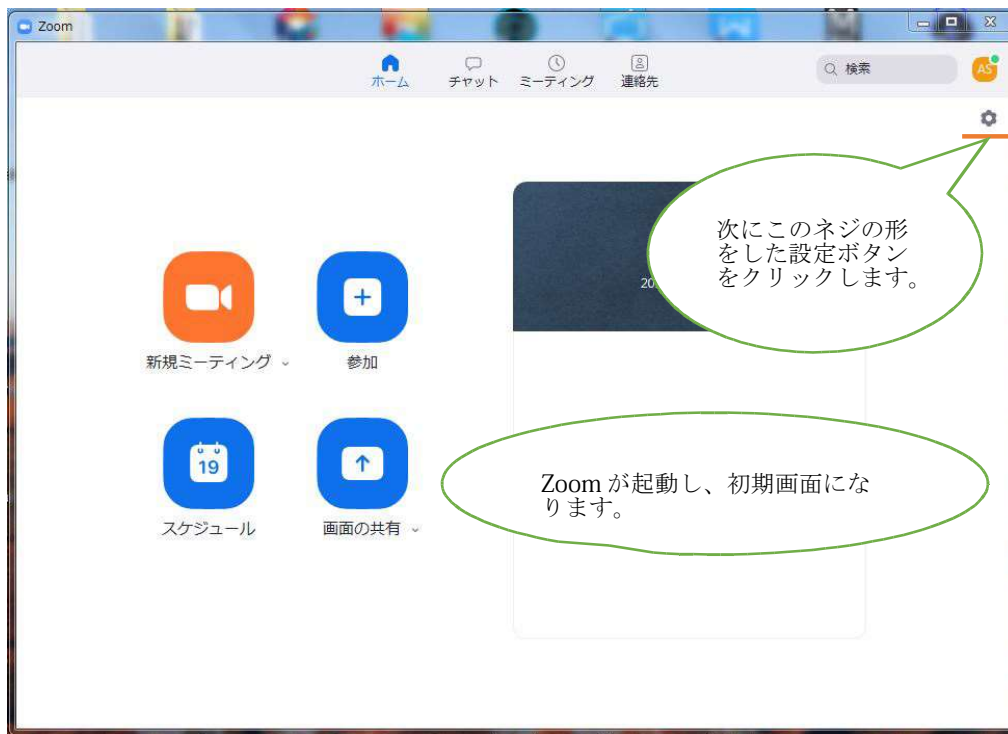 Zoom
ホーム
チャット
ミーティング
連絡先
検索
AS
次にこのネジの形
をした設定ボタン
をクリックします。
20
新規ミーティング
参加
19
スケジュール
画面の共有
Zoom が起動し、初期画面にな
ります。